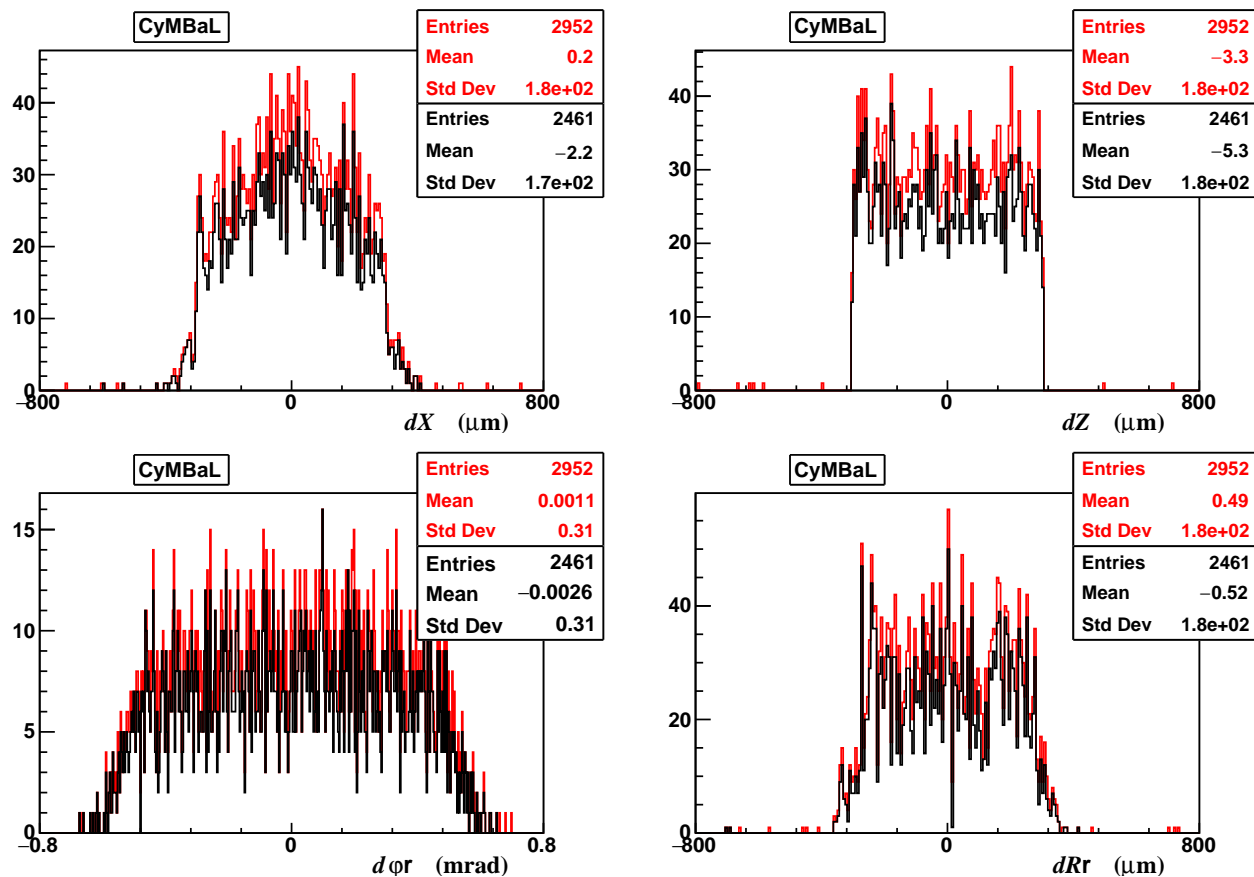 CyMBaL
Entries 2952
Mean 0.2
Std Dev 1.8e+02
Entries 2461
Mean −2.2
Std Dev 1.7e+02
40
30
20
10
0
−800 0 800
dX (μm)
CyMBaL
Entries 2952
Mean −3.3
Std Dev 1.8e+02
Entries 2461
Mean −5.3
Std Dev 1.8e+02
40
30
20
10
0
−800 0 800
dZ (μm)
CyMBaL
Entries 2952
Mean 0.0011
Std Dev 0.31
Entries 2461
Mean −0.0026
Std Dev 0.31
15
10
5
0
−0.8 0 0.8
d φr (mrad)
CyMBaL
Entries 2952
Mean 0.49
Std Dev 1.8e+02
Entries 2461
Mean −0.52
Std Dev 1.8e+02
40
20
0
−800 0 800
dRr (μm)